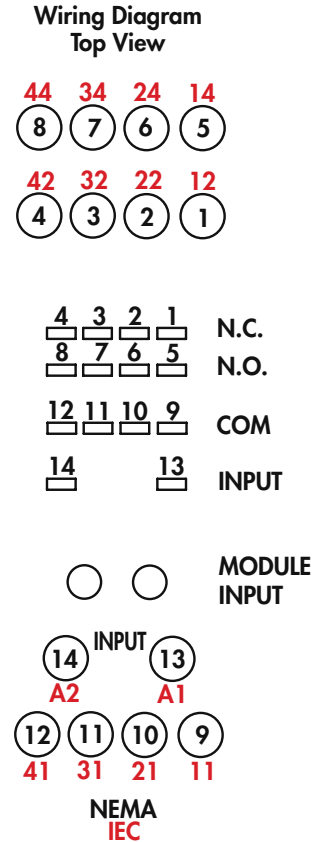 Wiring Diagram
Top View
44 34 24 14
8 7 6 5
42 32 22 12
4 3 2 1
4 3 2 1 N.C.
8 7 6 5 N.O.
12 11 10 9 COM
14 13 INPUT
MODULE
INPUT
INPUT
14 13
A2 A1
12 11 10 9
41 31 21 11
NEMA
IEC